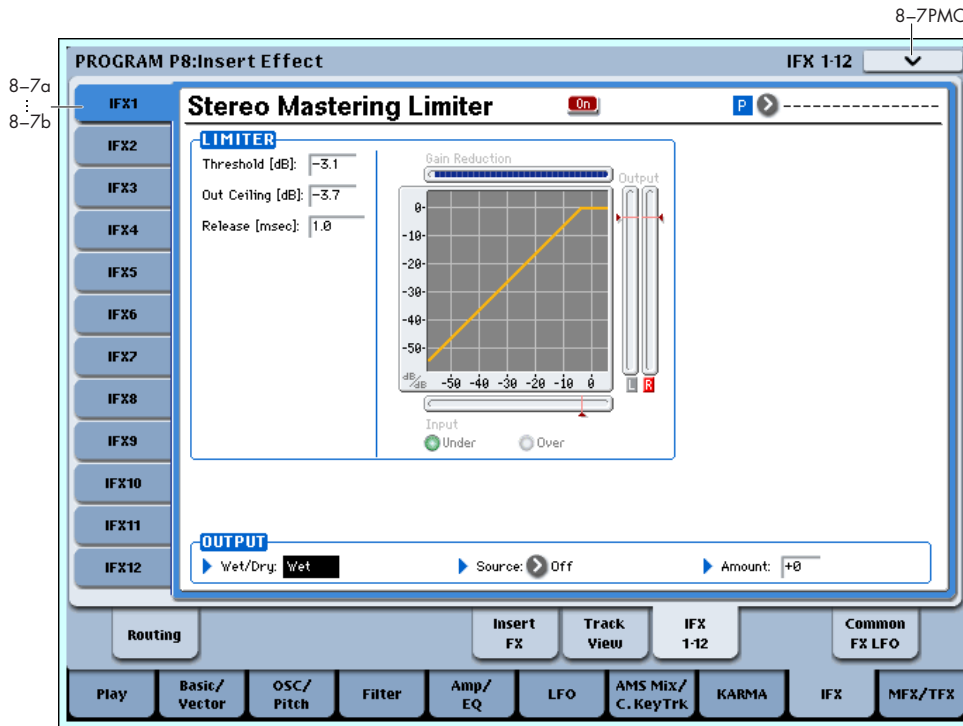 8–7PMC
PROGRAM P8:Insert Effect
IFX 1-12
8–7a
8–7b
IFX1
IFX2
IFX3
IFX4
IFX5
IFX6
IFX7
IFX8
IFX9
IFX10
IFX11
IFX12
Stereo Mastering Limiter
On
P
----------------
LIMITER
Threshold [dB]: -3.1
Out Ceiling [dB]: -3.7
Release [msec]: 1.0
Gain Reduction
Output
0-
-10-
-20-
-30-
-40-
-50-
dB/dB
-50 -40 -30 -20 -10 0
L R
Input
Under
Over
OUTPUT
Wet/Dry: Wet
Source: Off
Amount: +0
Routing
Insert FX
Track View
IFX 1-12
Common FX LFO
Play
Basic/ Vector
OSC/ Pitch
Filter
Amp/ EQ
LFO
AMS Mix/ C.KeyTrk
KARMA
IFX
MFX/TFX